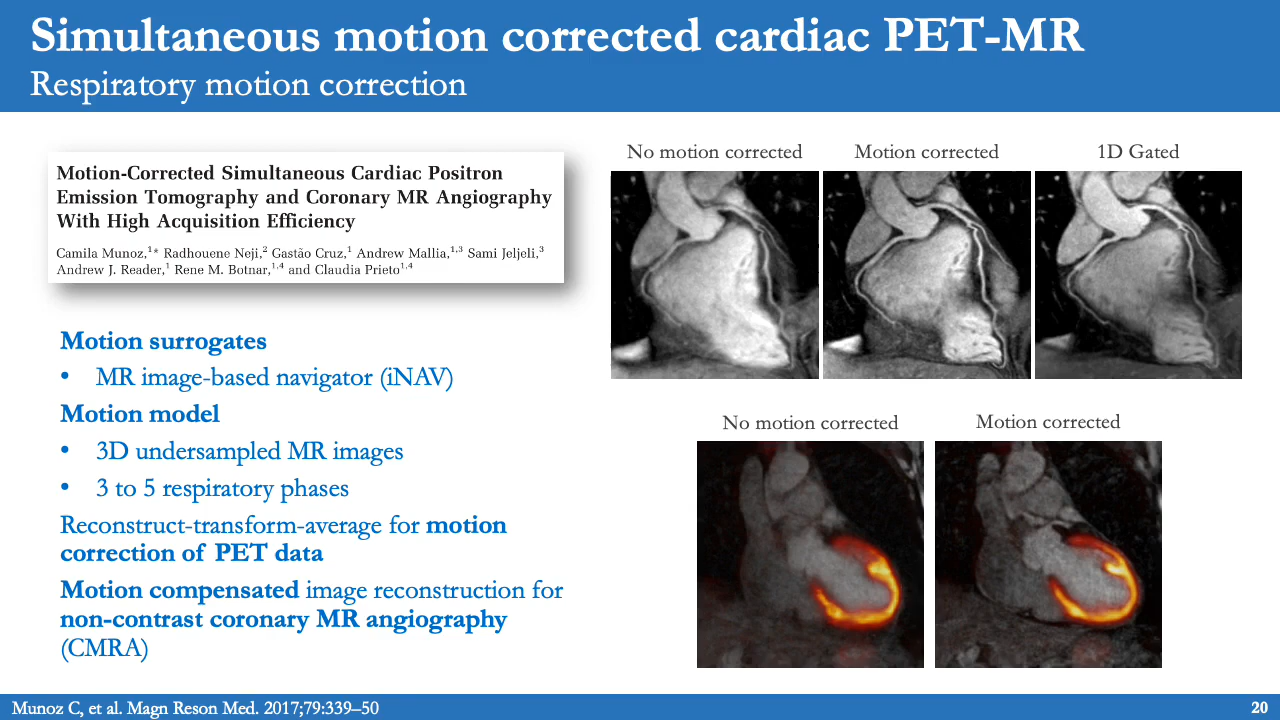 Simultaneous motion corrected cardiac PET-MR
Respiratory motion correction
Motion-Corrected Simultaneous Cardiac Positron
Emission Tomography and Coronary MR Angiography
With High Acquisition Efficiency
Camila Munoz,¹* Radhouene Neji,² Gastão Cruz,¹ Andrew Mallia,¹,³ Sami Jeljeli,³
Andrew J. Reader,¹ Rene M. Botnar,¹,⁴ and Claudia Prieto¹,⁴
Motion surrogates
• MR image-based navigator (iNAV)
Motion model
• 3D undersampled MR images
• 3 to 5 respiratory phases
Reconstruct-transform-average for motion
correction of PET data
Motion compensated image reconstruction for
non-contrast coronary MR angiography
(CMRA)
No motion corrected
Motion corrected
1D Gated
No motion corrected
Motion corrected
Munoz C, et al. Magn Reson Med. 2017;79:339–50
20